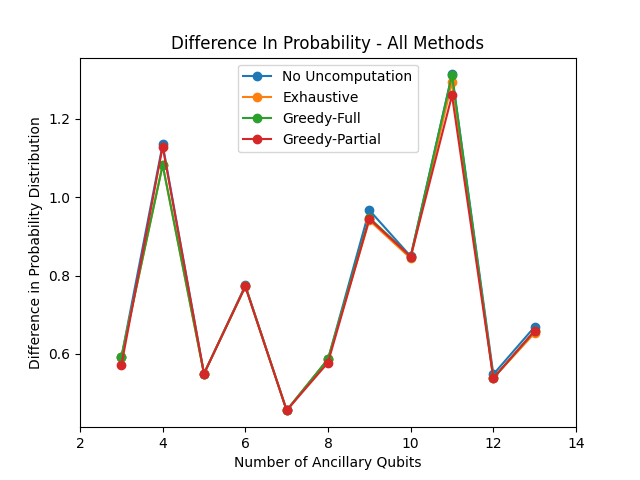 Difference In Probability - All Methods
No Uncomputation
Exhaustive
Greedy-Full
Greedy-Partial
Difference in Probability Distribution
1.2
1.0
0.8
0.6
2 4 6 8 10 12 14
Number of Ancillary Qubits